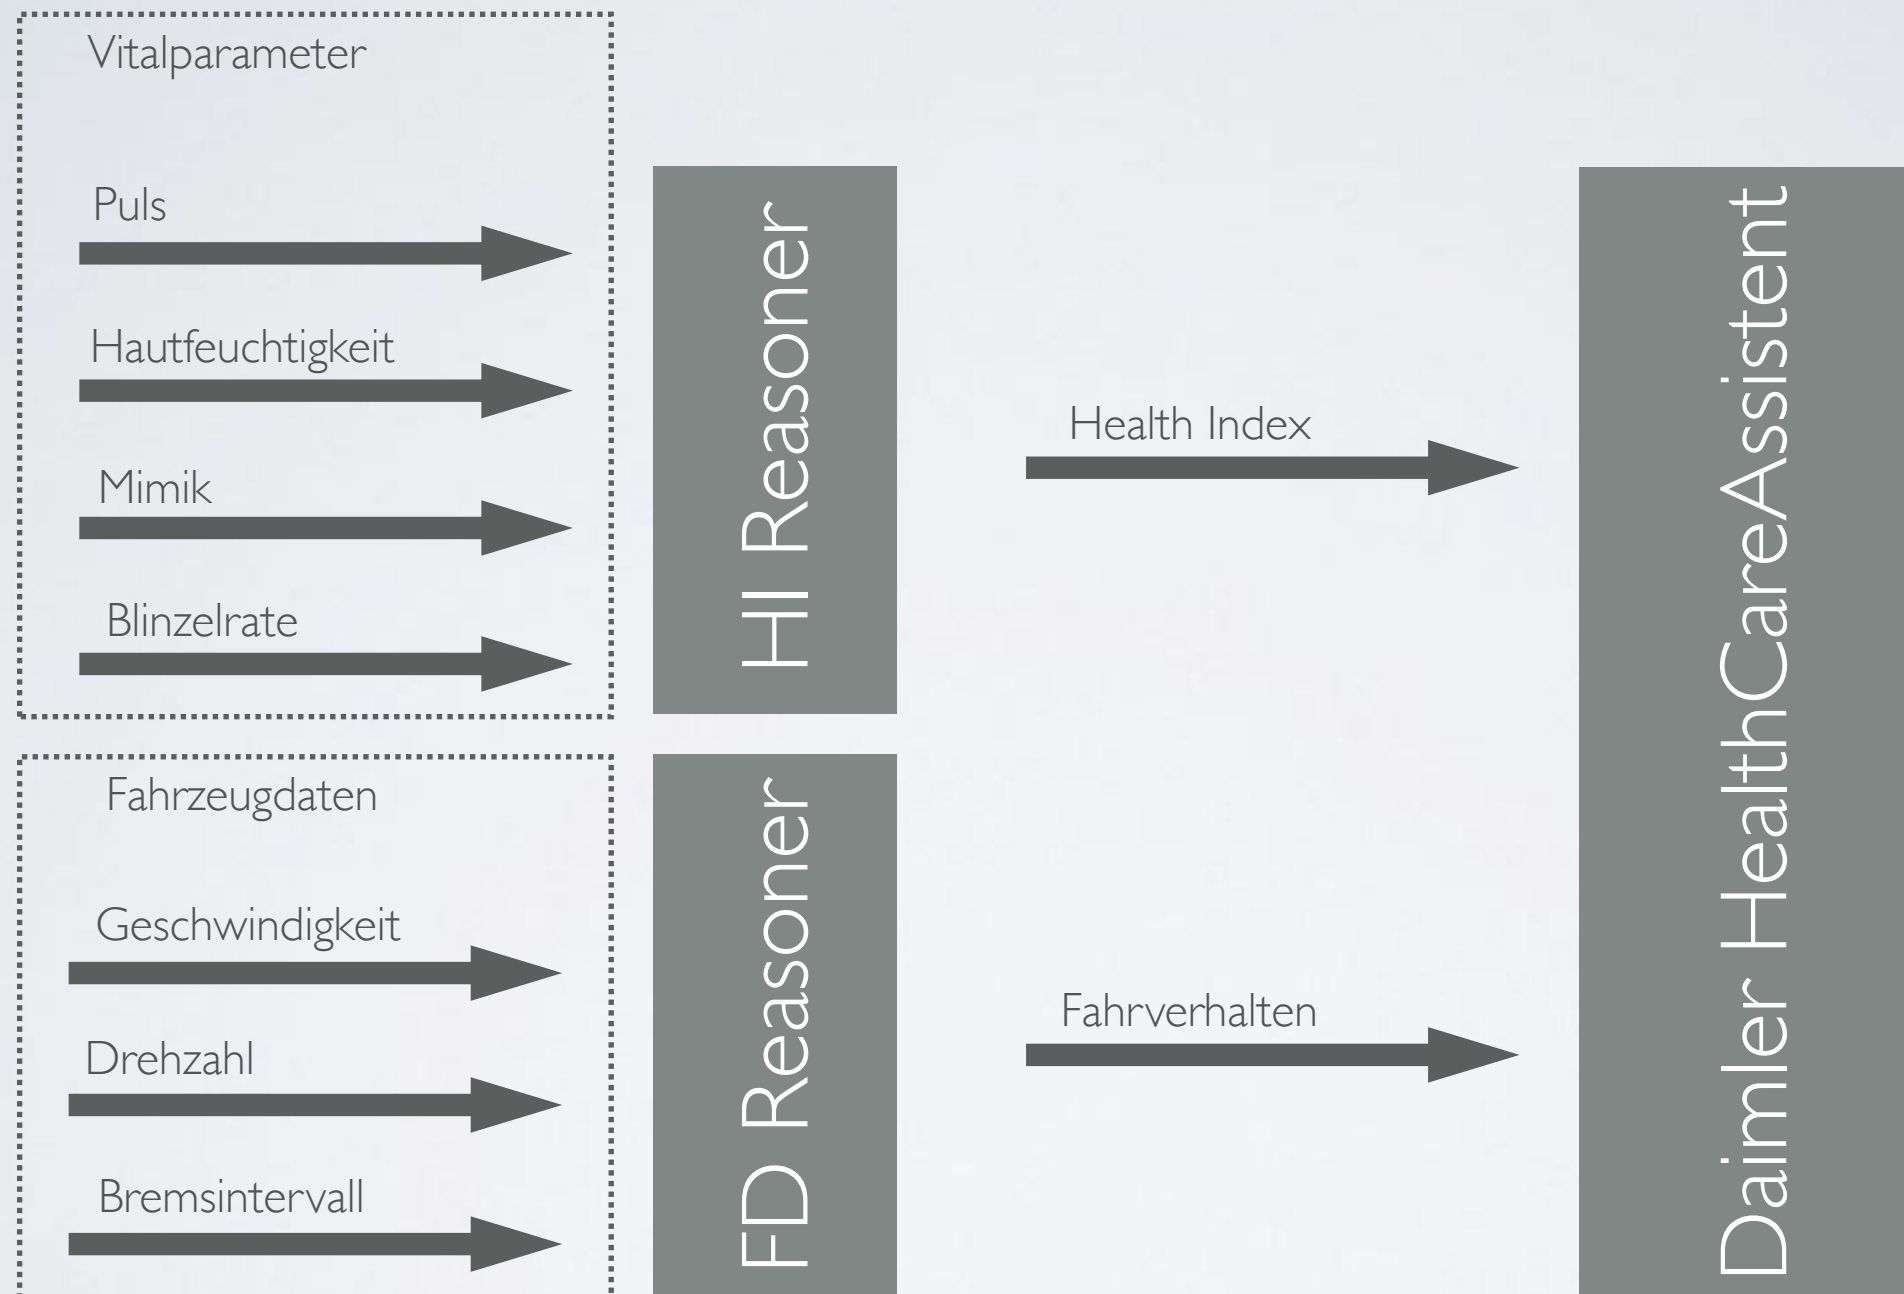 Vitalparameter
Puls
Hautfeuchtigkeit
Mimik
Blinzelrate
HI Reasoner
Health Index
Fahrzeugdaten
Geschwindigkeit
Drehzahl
Bremsintervall
FD Reasoner
Fahrverhalten
Daimler HealthCareAssistent